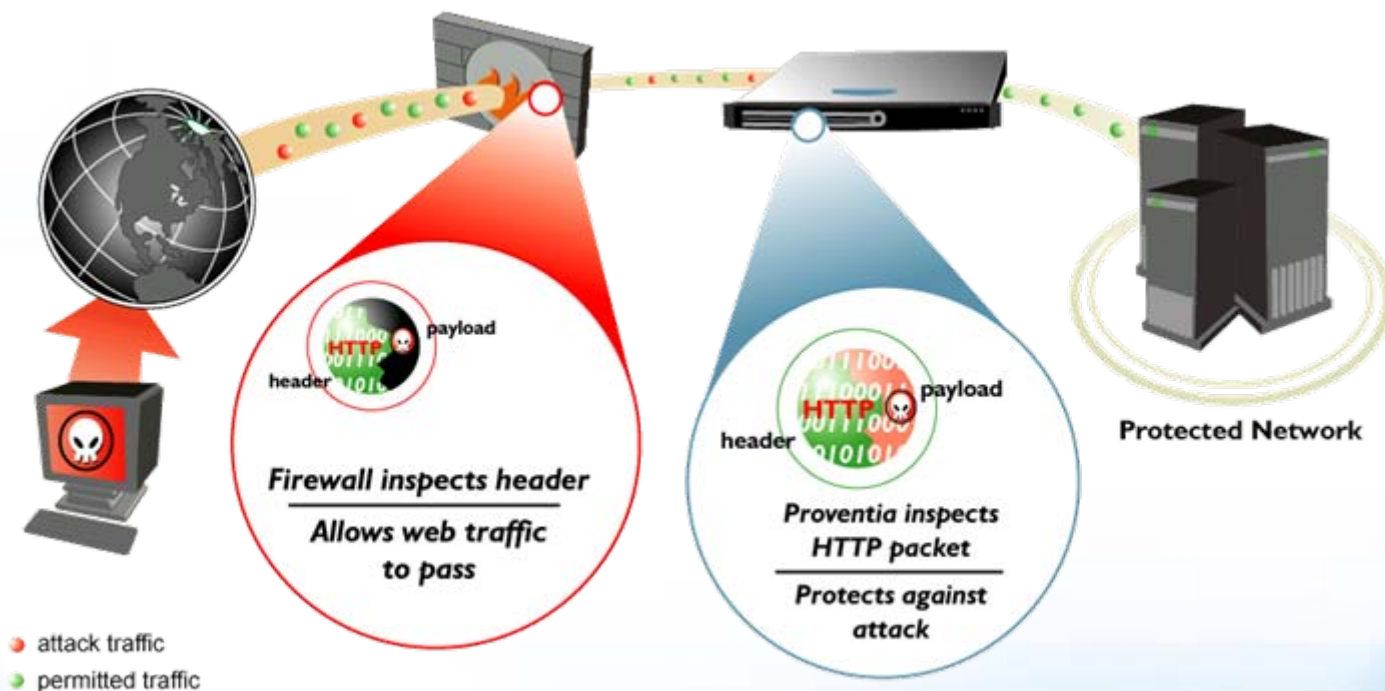 HTTP
payload
header
Firewall inspects header
Allows web traffic
to pass
HTTP
payload
header
Proventia inspects
HTTP packet
Protects against
attack
Protected Network
attack traffic
permitted traffic